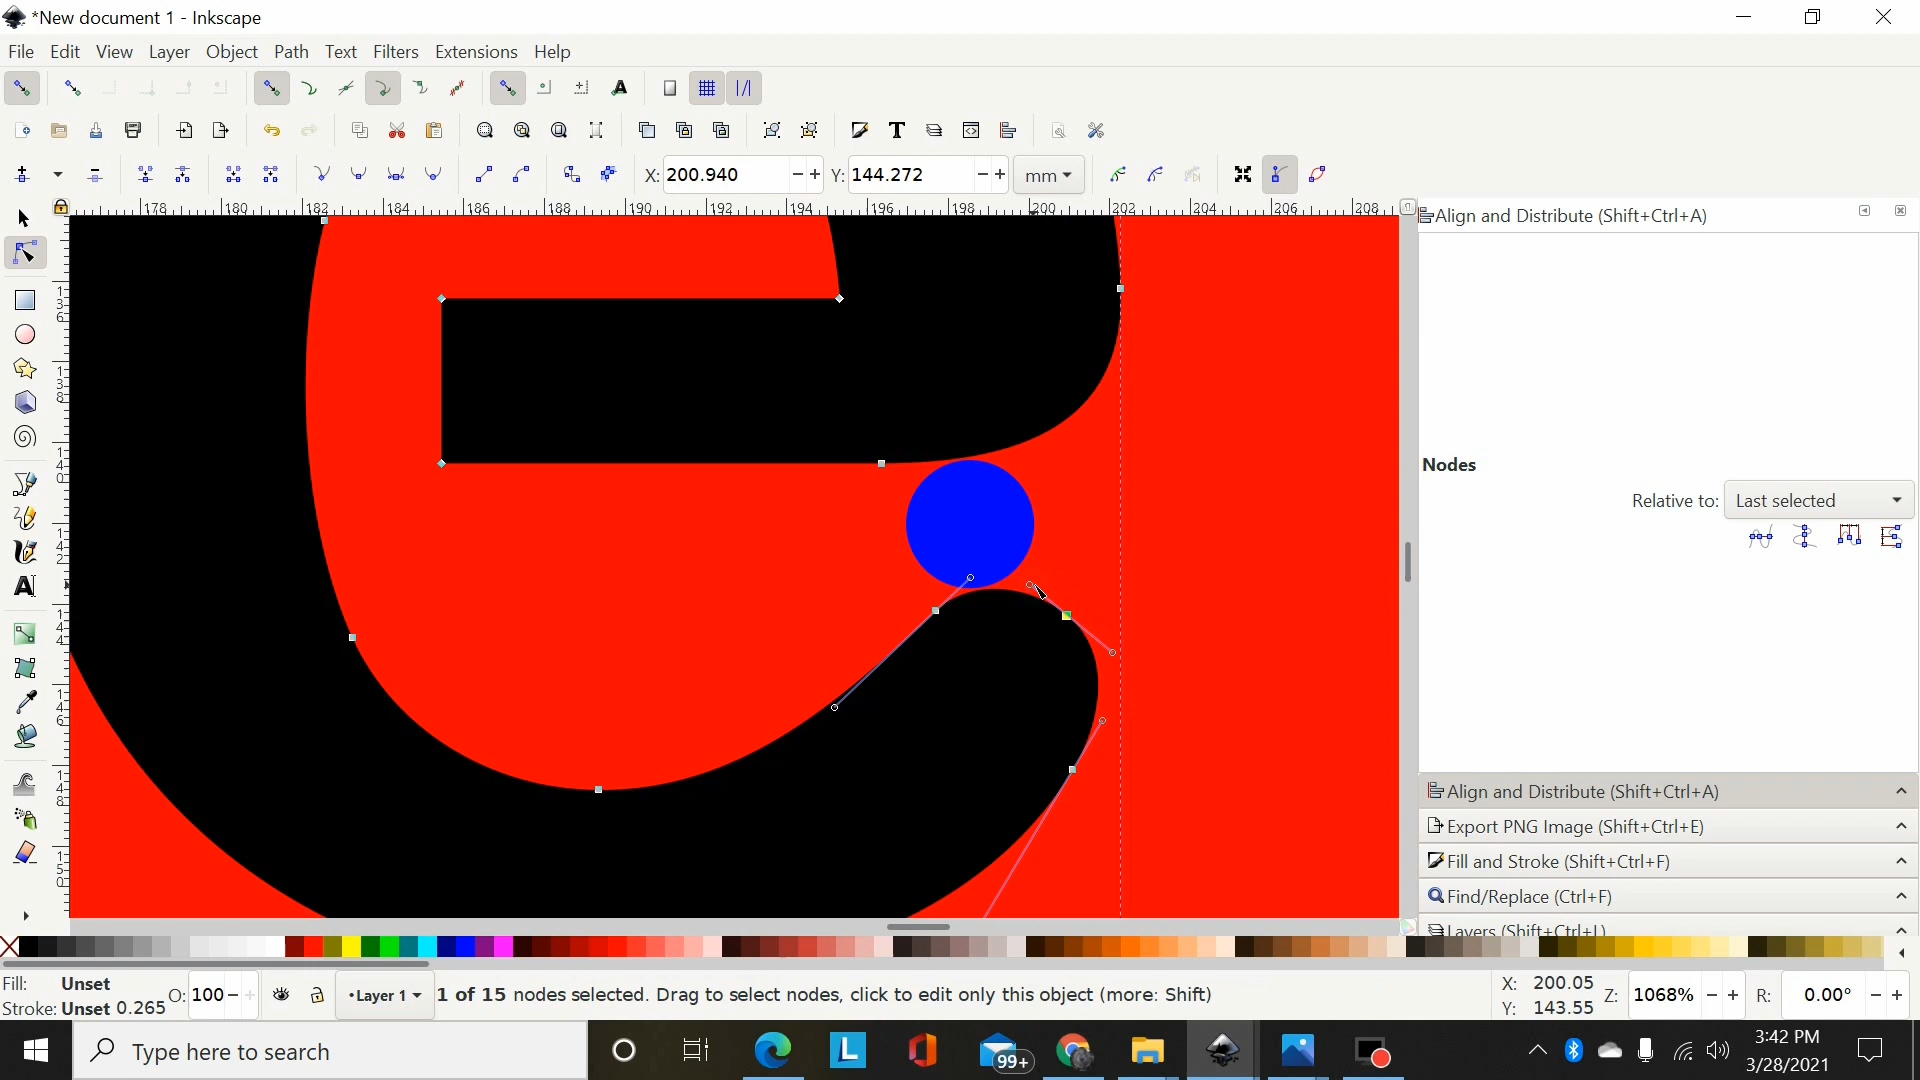 *New document 1 - Inkscape
File Edit View Layer Object Path Text Filters Extensions Help
X: 200.940 Y: 144.272 mm
178 180 182 184 186 188 190 192 194 196 198 200 202 204 206 208
Align and Distribute (Shift+Ctrl+A)
Nodes
Relative to: Last selected
Align and Distribute (Shift+Ctrl+A)
Export PNG Image (Shift+Ctrl+E)
Fill and Stroke (Shift+Ctrl+F)
Find/Replace (Ctrl+F)
Layers (Shift+Ctrl+L)
Fill: Unset
Stroke: Unset 0.265 O: 100 •Layer 1 1 of 15 nodes selected. Drag to select nodes, click to edit only this object (more: Shift)
X: 200.05
Y: 143.55
Z: 1068% R: 0.00°
Type here to search
99+
3:42 PM
3/28/2021